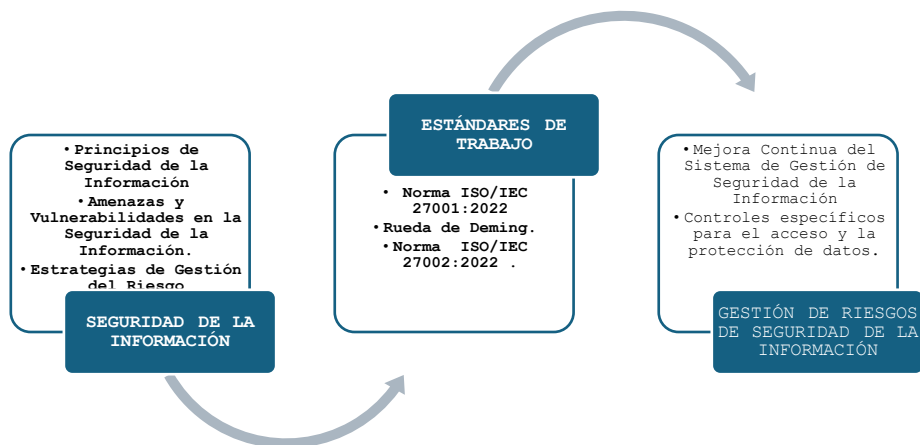 • Principios de
Seguridad de la
Información
• Amenazas y
Vulnerabilidades en la
Seguridad de la
Información.
• Estrategias de Gestión
del Riesgo
SEGURIDAD DE LA
INFORMACIÓN
ESTÁNDARES DE
TRABAJO
• Norma ISO/IEC
27001:2022
• Rueda de Deming.
• Norma ISO/IEC
27002:2022 .
• Mejora Continua del
Sistema de Gestión de
Seguridad de la
Información
• Controles específicos
para el acceso y la
protección de datos.
GESTIÓN DE RIESGOS
DE SEGURIDAD DE LA
INFORMACIÓN